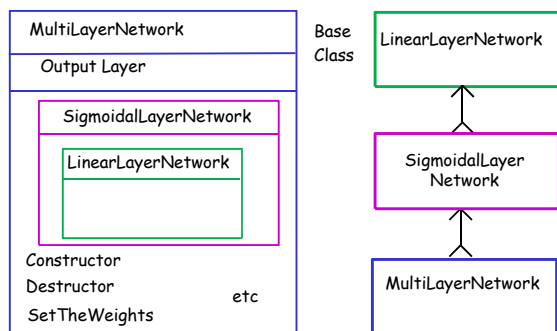 MultiLayerNetwork
Output Layer
SigmoidalLayerNetwork
LinearLayerNetwork
Constructor
Destructor
SetTheWeights
etc
Base
Class
LinearLayerNetwork
SigmoidalLayer
Network
MultiLayerNetwork